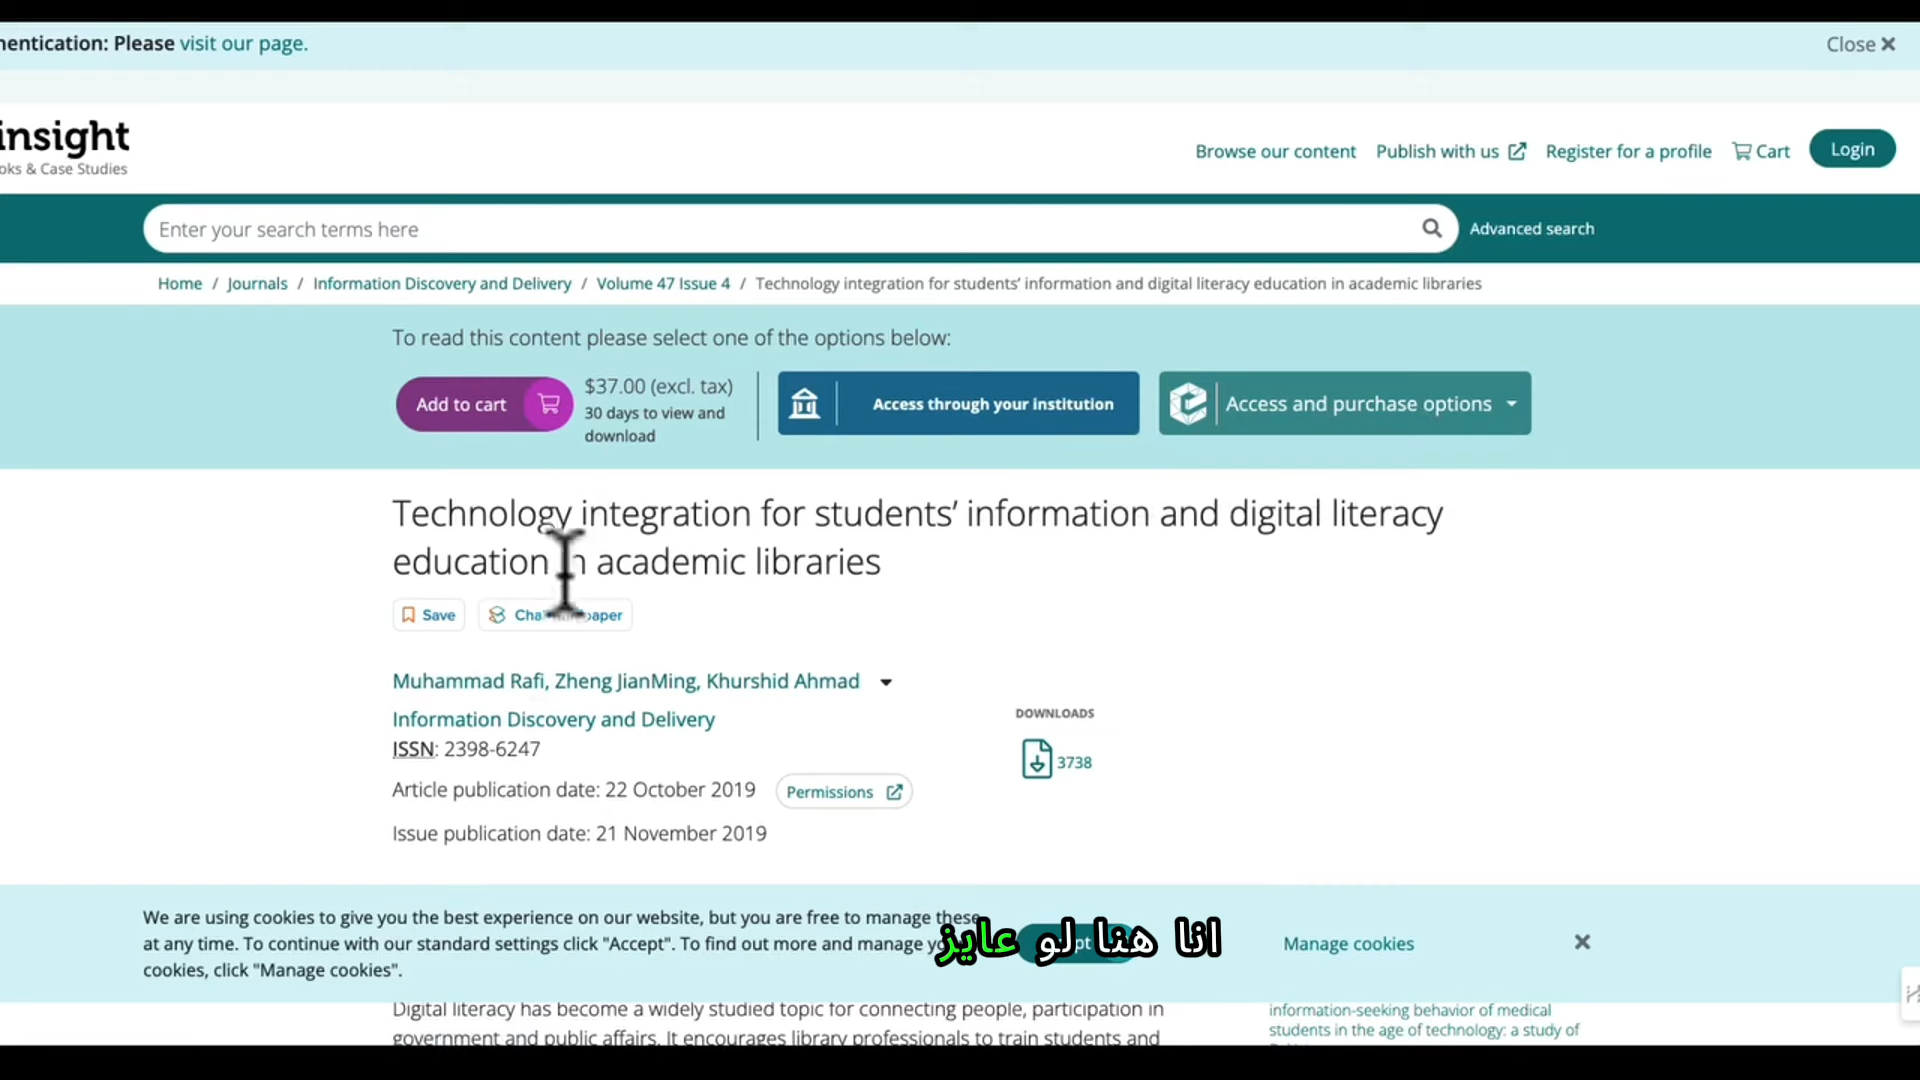 Please visit our page.
Close
insight
& Case Studies
Browse our content
Publish with us
Register for a profile
Cart
Login
Enter your search terms here
Advanced search
Home / Journals / Information Discovery and Delivery / Volume 47 Issue 4 / Technology integration for students' information and digital literacy education in academic libraries
To read this content please select one of the options below:
Add to cart
$37.00 (excl. tax)
30 days to view and
download
Access through your institution
Access and purchase options
Technology integration for students' information and digital literacy
education in academic libraries
Save
Muhammad Rafi, Zheng JianMing, Khurshid Ahmad
Information Discovery and Delivery
ISSN: 2398-6247
DOWNLOADS
3738
Article publication date: 22 October 2019
Permissions
Issue publication date: 21 November 2019
We are using cookies to give you the best experience on our website, but you are free to manage these
at any time. To continue with our standard settings click "Accept". To find out more and manage
cookies, click "Manage cookies".
انا هنا لو عايز
Manage cookies
Digital literacy has become a widely studied topic for connecting people, participation in
government and public affairs. It encourages library professionals to train students and
information-seeking behavior of medical
students in the age of technology: a study of